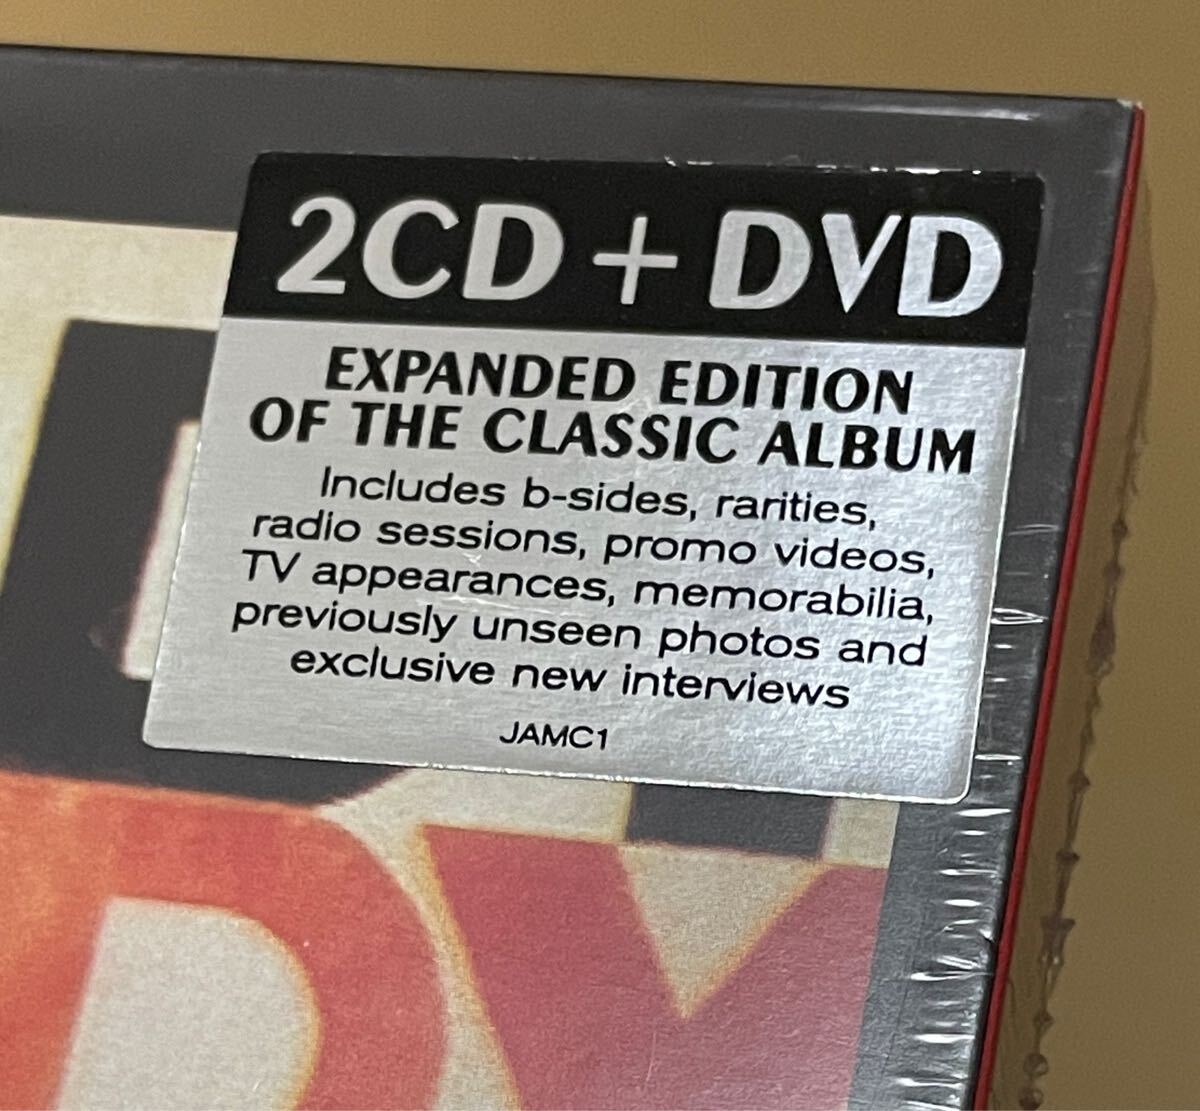 2CD + DVD
EXPANDED EDITION
OF THE CLASSIC ALBUM
Includes b-sides, rarities,
radio sessions, promo videos,
TV appearances, memorabilia,
previously unseen photos and
exclusive new interviews
JAMC1
DY